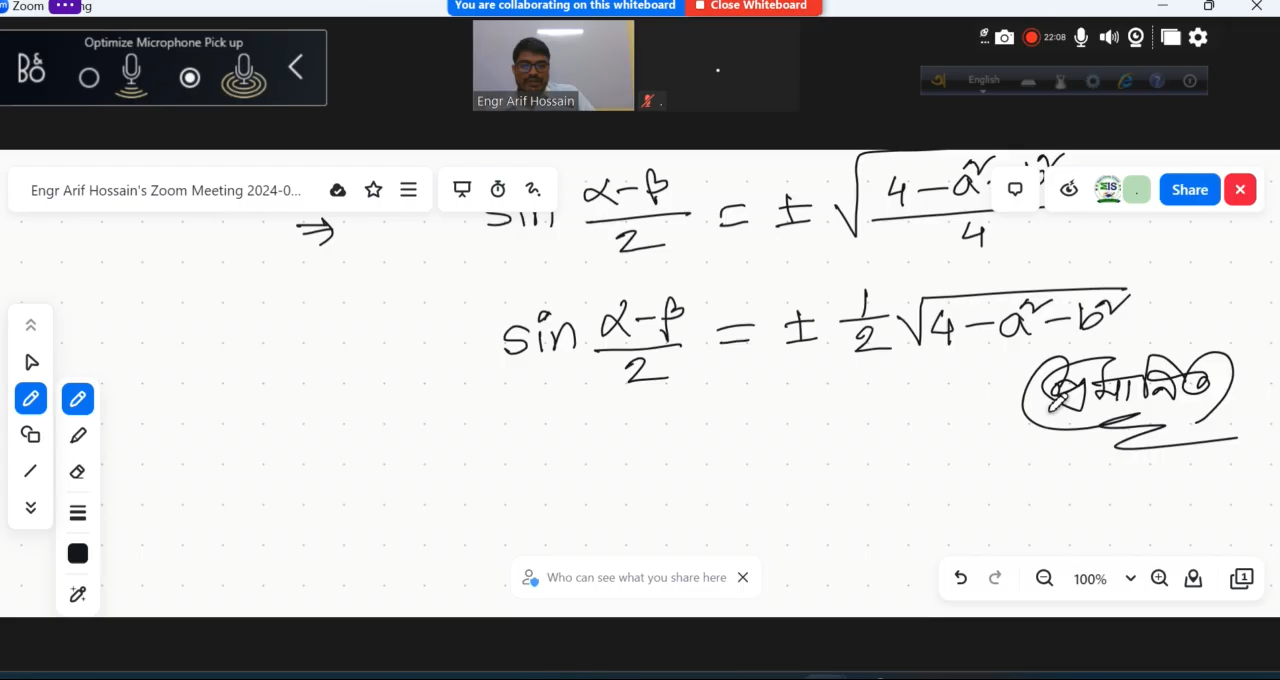 Zoom
You are collaborating on this whiteboard
Close Whiteboard
Optimize Microphone Pick up
B&O
22:08
English
Engr Arif Hossain
Engr Arif Hossain's Zoom Meeting 2024-0...
Share
⇒ sin (α-β)/2 = ± √((4-a²-b²)/4)
sin (α-β)/2 = ± 1/2 √(4-a²-b²)
প্রমানিত
Who can see what you share here
100%
1